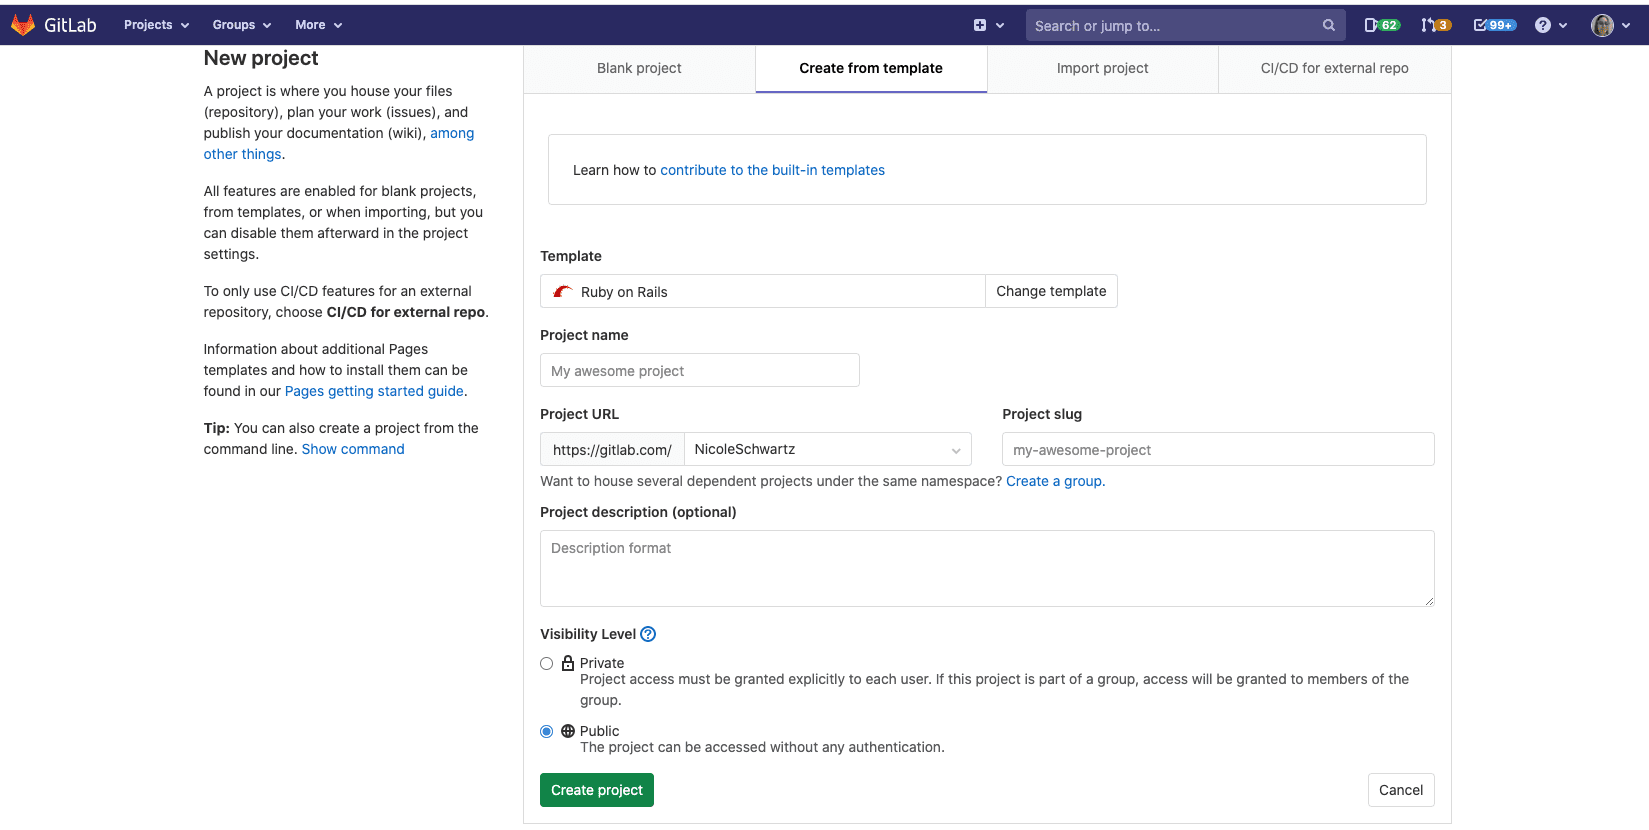 GitLab Projects Groups More Search or jump to... 62 3 99+
New project
A project is where you house your files
(repository), plan your work (issues), and
publish your documentation (wiki), among
other things.
All features are enabled for blank projects,
from templates, or when importing, but you
can disable them afterward in the project
settings.
To only use CI/CD features for an external
repository, choose CI/CD for external repo.
Information about additional Pages
templates and how to install them can be
found in our Pages getting started guide.
Tip: You can also create a project from the
command line. Show command
Blank project Create from template Import project CI/CD for external repo
Learn how to contribute to the built-in templates
Template
Ruby on Rails Change template
Project name
My awesome project
Project URL Project slug
https://gitlab.com/ NicoleSchwartz my-awesome-project
Want to house several dependent projects under the same namespace? Create a group.
Project description (optional)
Description format
Visibility Level ?
Private
Project access must be granted explicitly to each user. If this project is part of a group, access will be granted to members of the
group.
Public
The project can be accessed without any authentication.
Create project Cancel